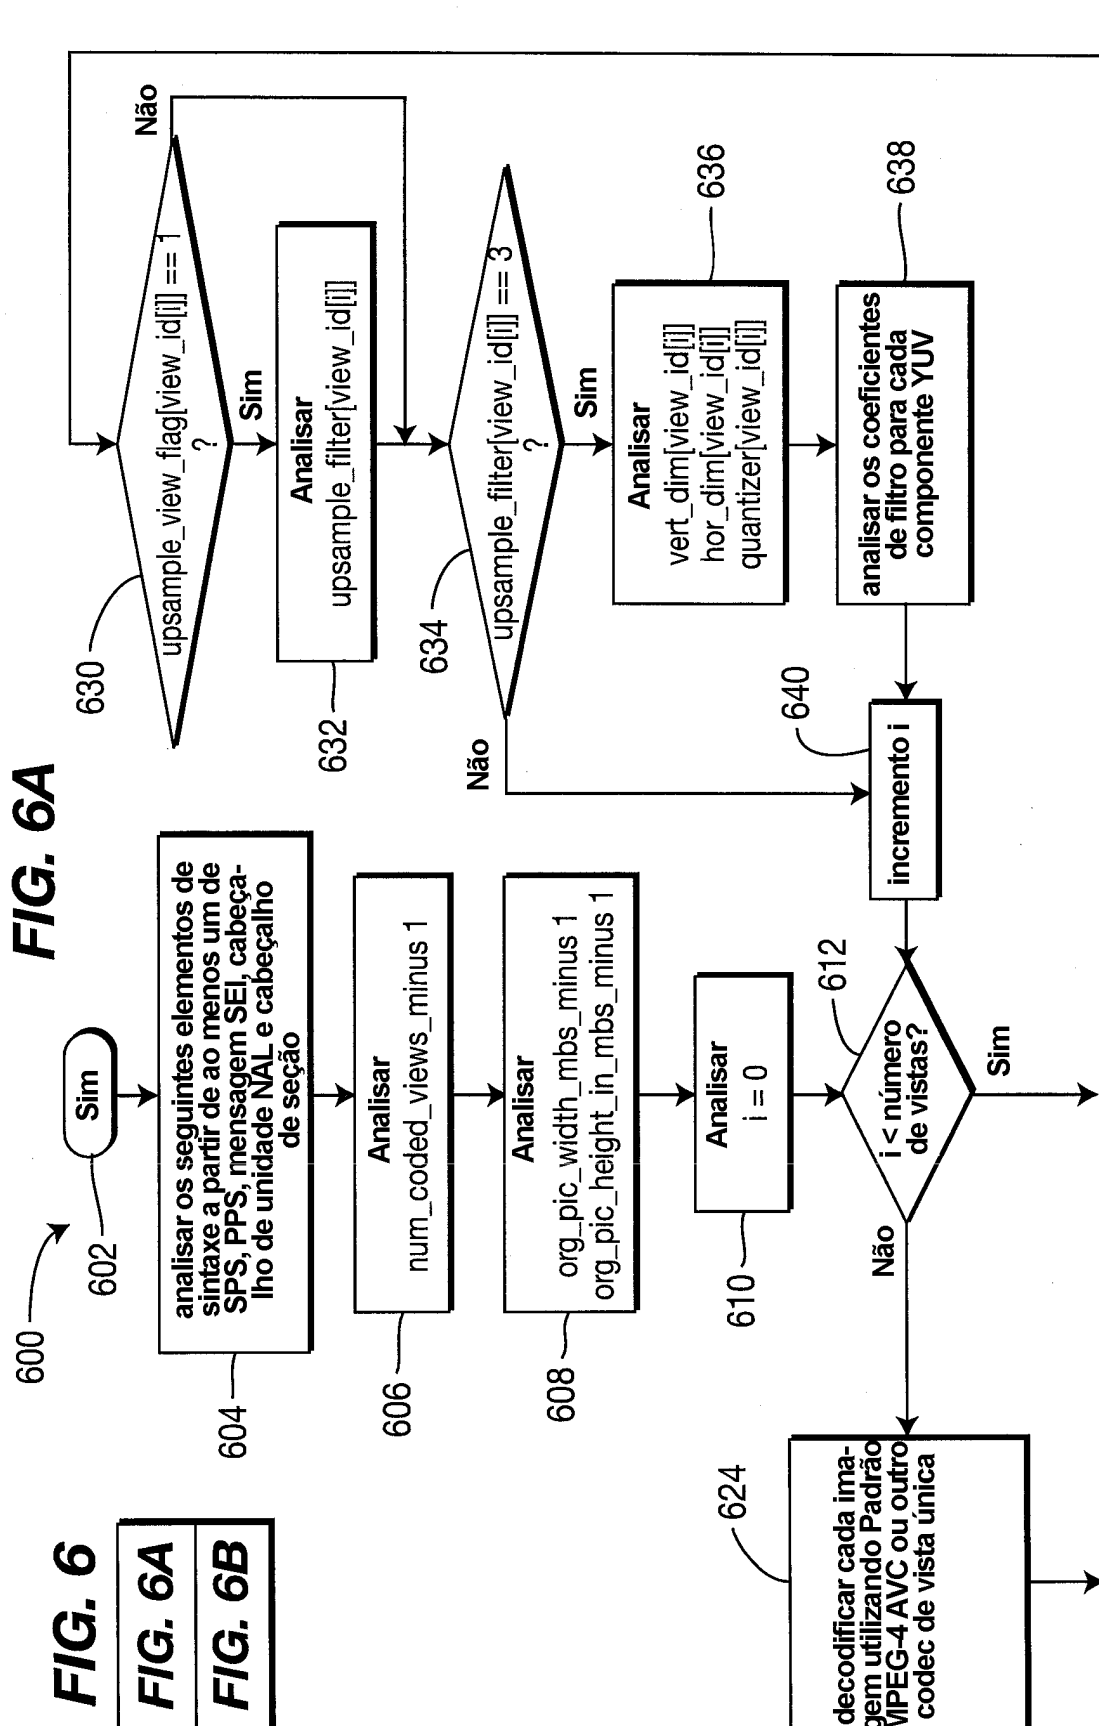 FIG. 6A
FIG. 6
FIG. 6A
FIG. 6B
600
602
Sim
604
analisar os seguintes elementos de
sintaxe a partir de ao menos um de
SPS, PPS, mensagem SEI, cabeça-
lho de unidade NAL e cabeçalho
de seção
606
Analisar
num_coded_views_minus 1
608
Analisar
org_pic_width_mbs_minus 1
org_pic_height_in_mbs_minus 1
610
Analisar
i = 0
612
i < número
de vistas?
Não
Sim
624
decodificar cada ima-
gem utilizando Padrão
MPEG-4 AVC ou outro
codec de vista única
630
upsample_view_flag[view_id[i]] == 1
?
Não
Sim
632
Analisar
upsample_filter[view_id[i]]
634
upsample_filter[view_id[i]] == 3
?
Não
Sim
636
Analisar
vert_dim[view_id[i]]
hor_dim[view_id[i]]
quantizer[view_id[i]]
638
analisar os coeficientes
de filtro para cada
componente YUV
640
incremento i